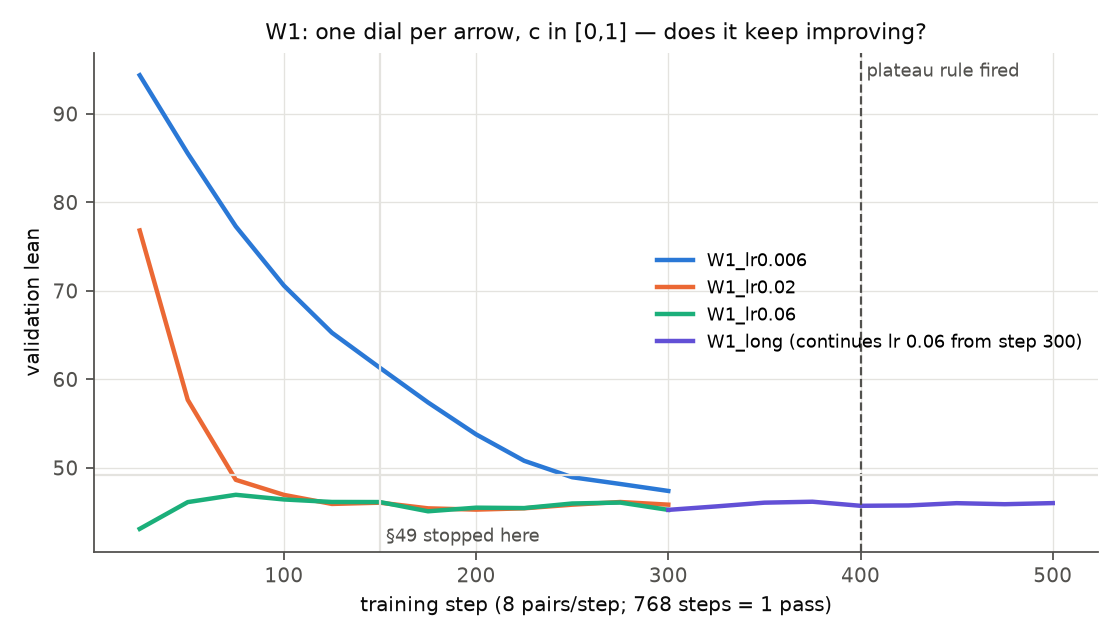 W1: one dial per arrow, c in [0,1] — does it keep improving?
plateau rule fired
90
80
70
60
50
validation lean
W1_lr0.006
W1_lr0.02
W1_lr0.06
W1_long (continues lr 0.06 from step 300)
§49 stopped here
100
200
300
400
500
training step (8 pairs/step; 768 steps = 1 pass)